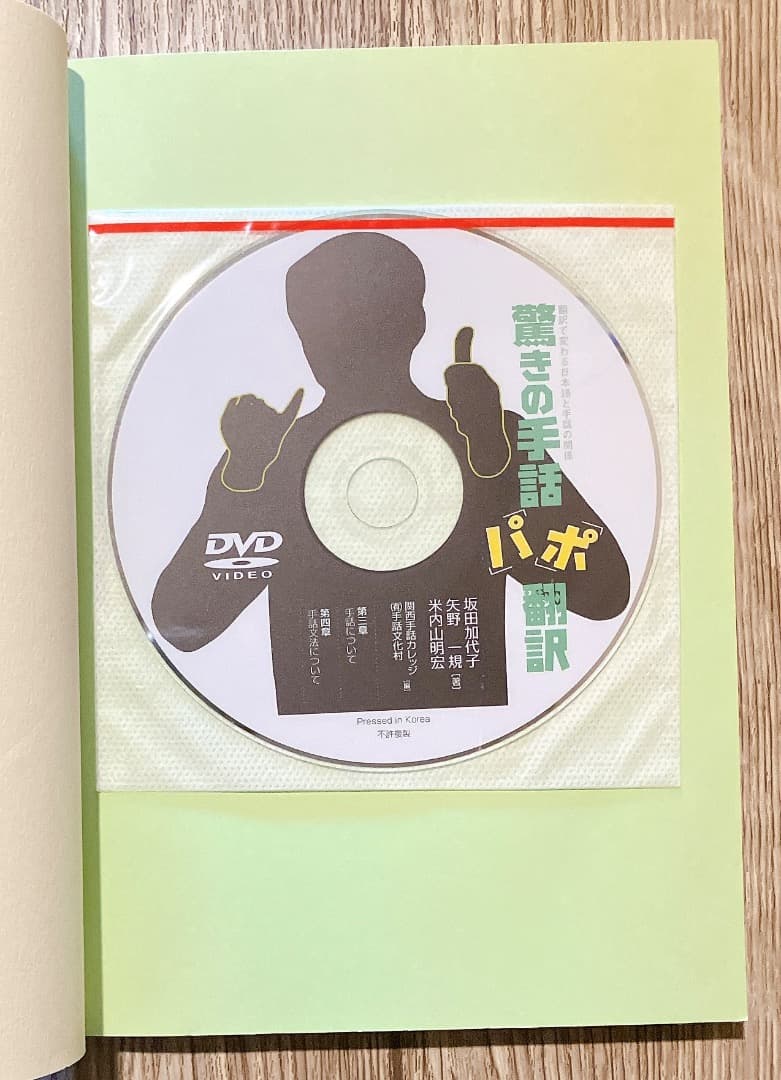 翻訳で変わる日本語と手話の関係
驚きの手話「パ」「ポ」翻訳
坂田加代子
矢野 一規［著］
米内山明宏
関西手話カレッジ［編］
(有)手話文化村
第三章
手話について
第四章
手話文法について
DVD
VIDEO
Pressed in Korea
不許複製